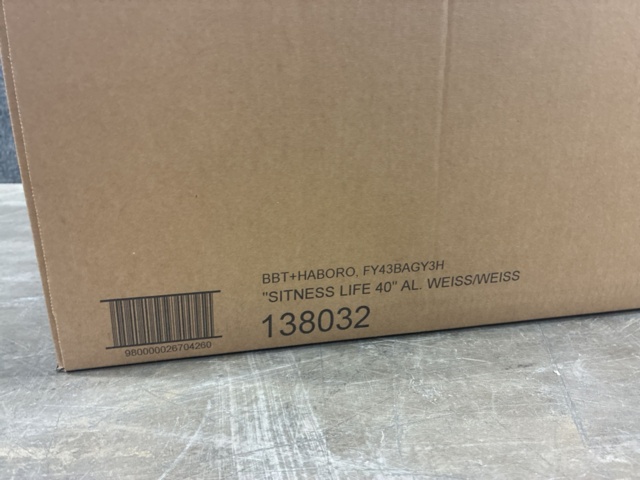 BBT+HABORO, FY43BAGY3H
"SITNESS LIFE 40" AL. WEISS/WEISS
138032
980000026704260